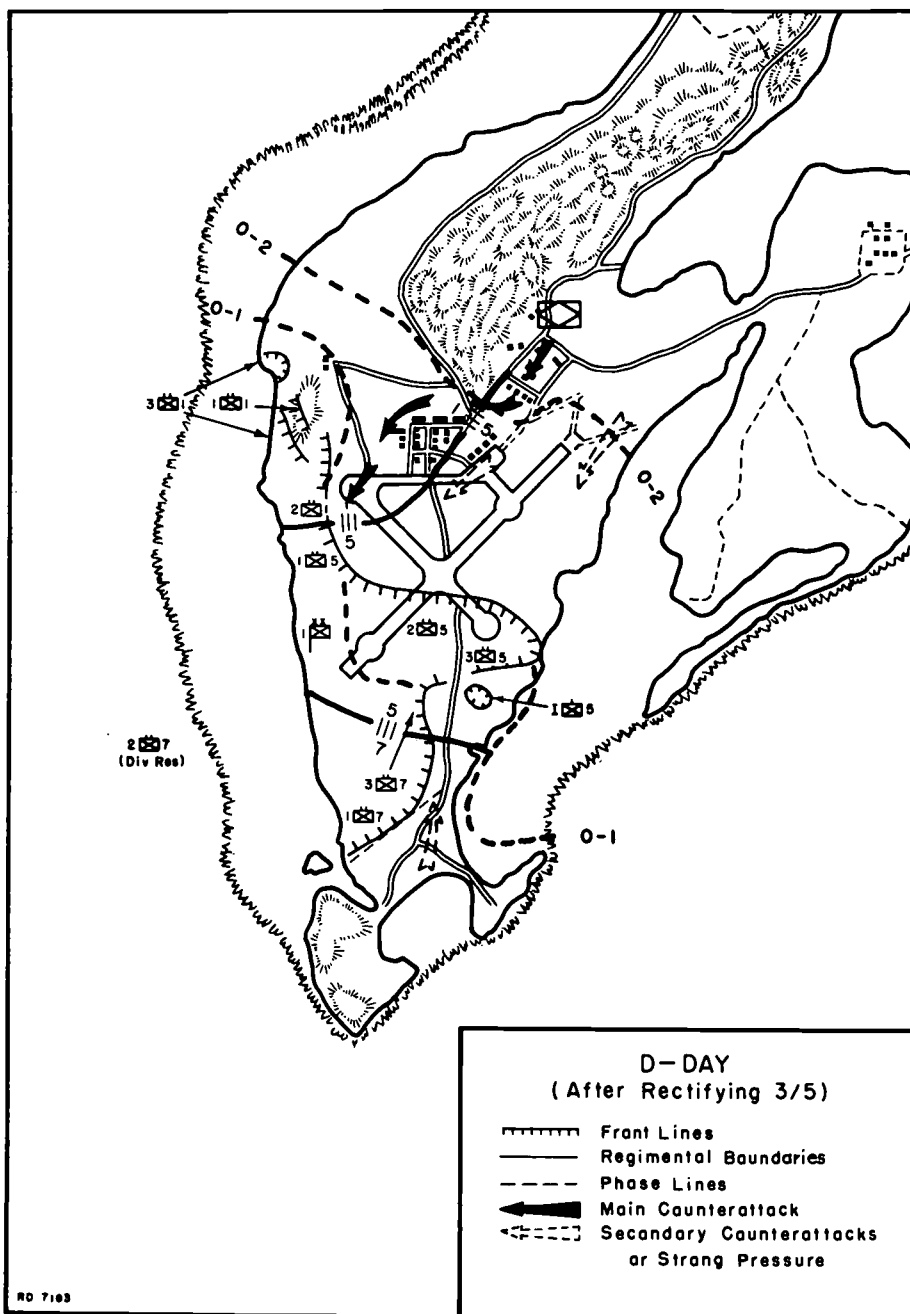 O-2
O-1
3 1
1 1
5
O-2
2
5
1 5
1
2 5
3 5
5
7
2 7
(Div Res)
3 7
1 7
O-1
D-DAY
(After Rectifying 3/5)
Front Lines
Regimental Boundaries
Phase Lines
Main Counterattack
Secondary Counterattacks
or Strong Pressure
RD 7163